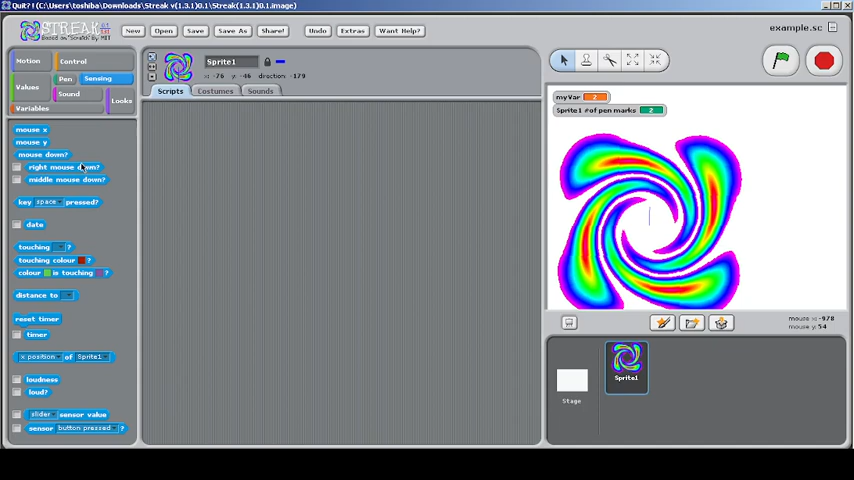 Quit?! (C:\Users\toshiba\Downloads\Streak v(1.3.1)0.1\Streak(1.3.1)0.1.image)
STREAK
Based on 'Scratch' By MIT
New Open Save Save As Share! Undo Extras Want Help?
example.sc
Motion Control
Values Pen Sensing
Sound
Looks
Variables
Sprite1
x: -76 y: -46 direction: -179
Scripts Costumes Sounds
mouse x
mouse y
mouse down?
right mouse down?
middle mouse down?
key space pressed?
date
touching ?
touching colour ?
colour is touching ?
distance to
reset timer
timer
x position of Sprite1
loudness
loud?
slider sensor value
sensor button pressed ?
myVar 2
Sprite1 #of pen marks 2
mouse x: -978
mouse y: 54
Stage
Sprite1
Sprite1